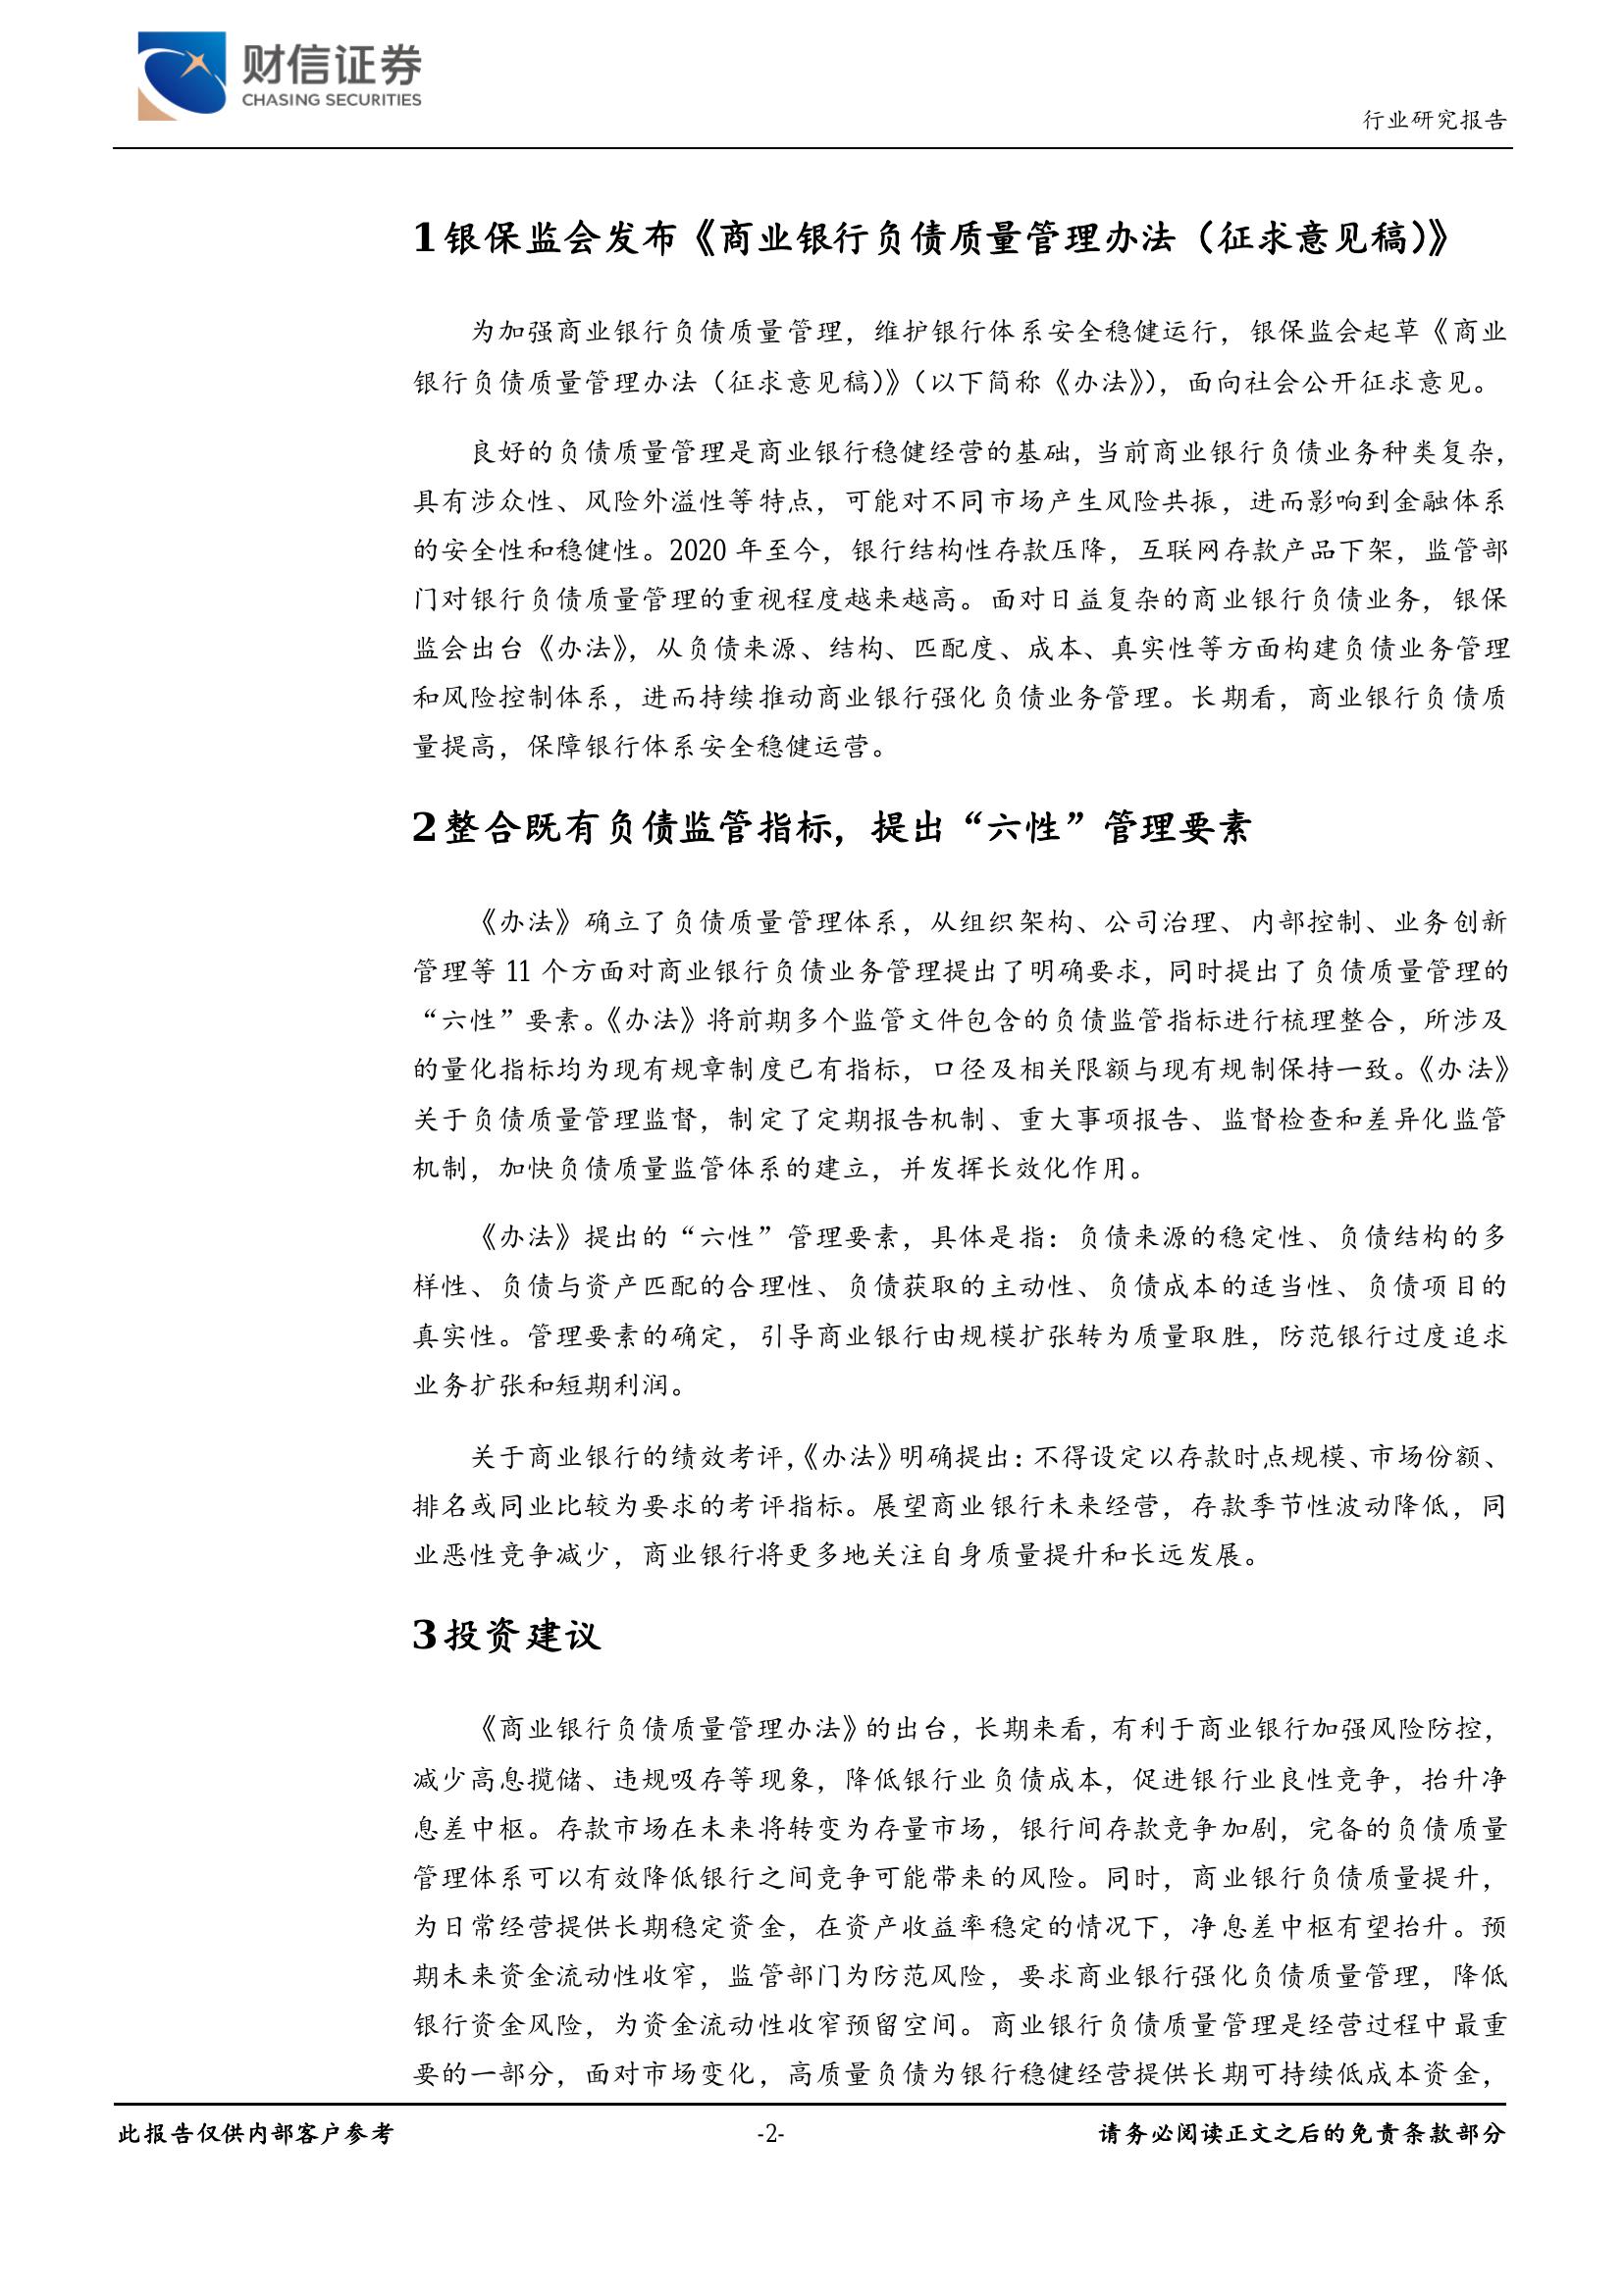 财信证券
CHASING SECURITIES
行业研究报告
1 银保监会发布《商业银行负债质量管理办法（征求意见稿）》
为加强商业银行负债质量管理，维护银行体系安全稳健运行，银保监会起草《商业
银行负债质量管理办法（征求意见稿）》（以下简称《办法》），面向社会公开征求意见。
良好的负债质量管理是商业银行稳健经营的基础，当前商业银行负债业务种类复杂，
具有涉众性、风险外溢性等特点，可能对不同市场产生风险共振，进而影响到金融体系
的安全性和稳健性。2020 年至今，银行结构性存款压降，互联网存款产品下架，监管部
门对银行负债质量管理的重视程度越来越高。面对日益复杂的商业银行负债业务，银保
监会出台《办法》，从负债来源、结构、匹配度、成本、真实性等方面构建负债业务管理
和风险控制体系，进而持续推动商业银行强化负债业务管理。长期看，商业银行负债质
量提高，保障银行体系安全稳健运营。
2 整合既有负债监管指标，提出“六性”管理要素
《办法》确立了负债质量管理体系，从组织架构、公司治理、内部控制、业务创新
管理等 11 个方面对商业银行负债业务管理提出了明确要求，同时提出了负债质量管理的
“六性”要素。《办法》将前期多个监管文件包含的负债监管指标进行梳理整合，所涉及
的量化指标均为现有规章制度已有指标，口径及相关限额与现有规制保持一致。《办法》
关于负债质量管理监督，制定了定期报告机制、重大事项报告、监督检查和差异化监管
机制，加快负债质量监管体系的建立，并发挥长效化作用。
《办法》提出的“六性”管理要素，具体是指：负债来源的稳定性、负债结构的多
样性、负债与资产匹配的合理性、负债获取的主动性、负债成本的适当性、负债项目的
真实性。管理要素的确定，引导商业银行由规模扩张转为质量取胜，防范银行过度追求
业务扩张和短期利润。
关于商业银行的绩效考评，《办法》明确提出：不得设定以存款时点规模、市场份额、
排名或同业比较为要求的考评指标。展望商业银行未来经营，存款季节性波动降低，同
业恶性竞争减少，商业银行将更多地关注自身质量提升和长远发展。
3 投资建议
《商业银行负债质量管理办法》的出台，长期来看，有利于商业银行加强风险防控，
减少高息揽储、违规吸存等现象，降低银行业负债成本，促进银行业良性竞争，抬升净
息差中枢。存款市场在未来将转变为存量市场，银行间存款竞争加剧，完备的负债质量
管理体系可以有效降低银行之间竞争可能带来的风险。同时，商业银行负债质量提升，
为日常经营提供长期稳定资金，在资产收益率稳定的情况下，净息差中枢有望抬升。预
期未来资金流动性收窄，监管部门为防范风险，要求商业银行强化负债质量管理，降低
银行资金风险，为资金流动性收窄预留空间。商业银行负债质量管理是经营过程中最重
要的一部分，面对市场变化，高质量负债为银行稳健经营提供长期可持续低成本资金，
此报告仅供内部客户参考
-2-
请务必阅读正文之后的免责条款部分